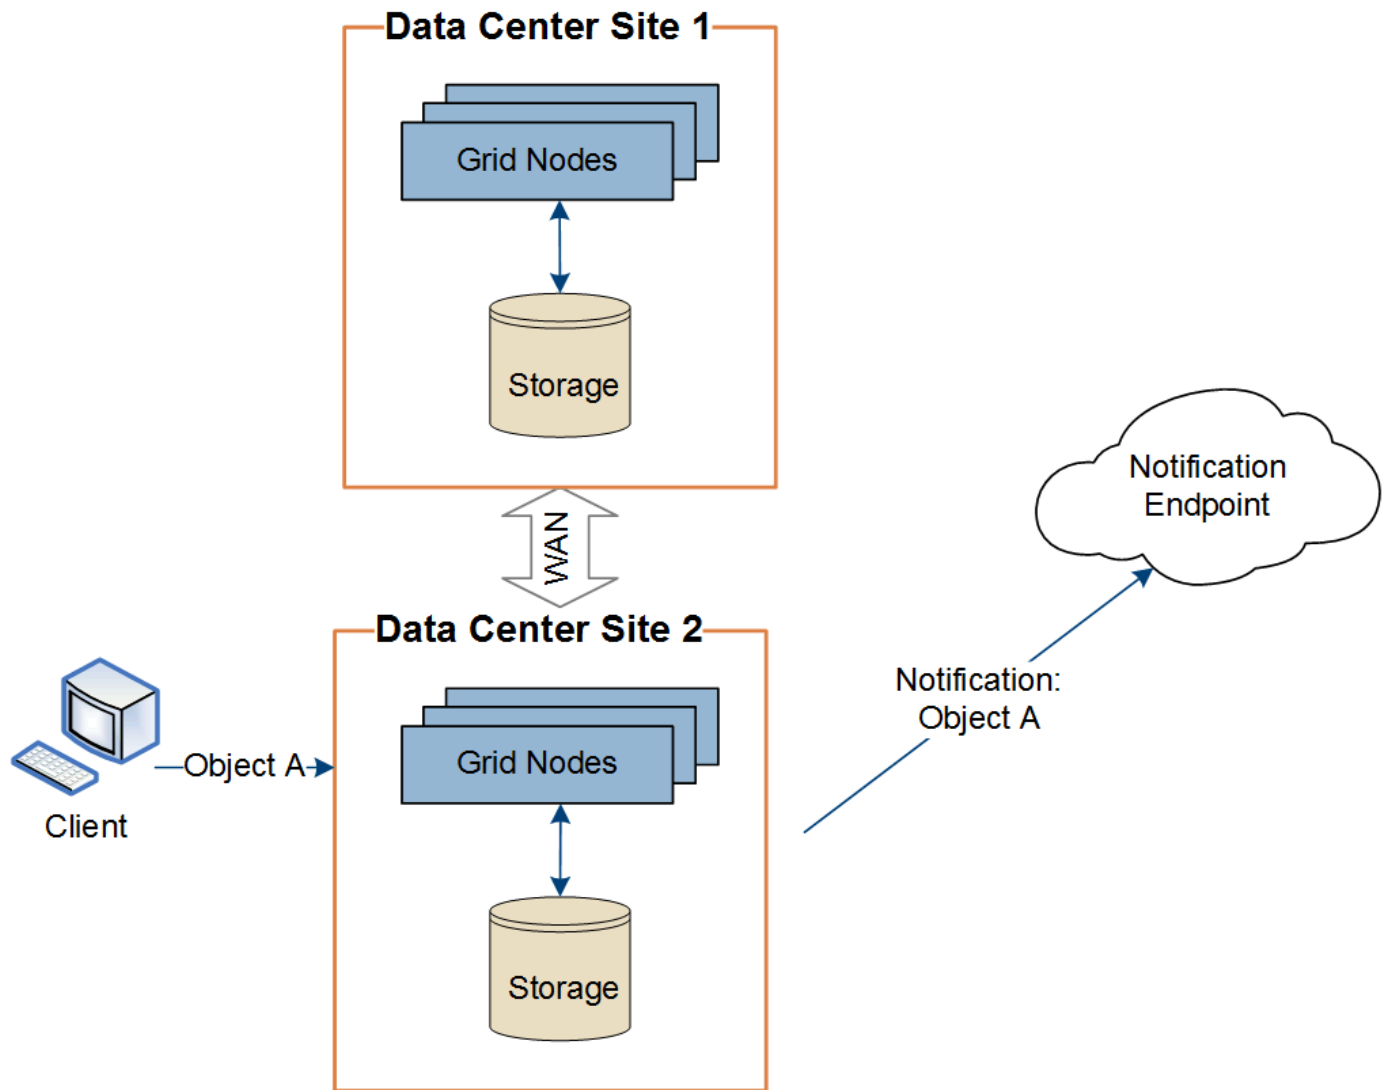 Data Center Site 1
Grid Nodes
Storage
Notification
Endpoint
WAN
Data Center Site 2
Notification:
Object A
Grid Nodes
Object A
Client
Storage